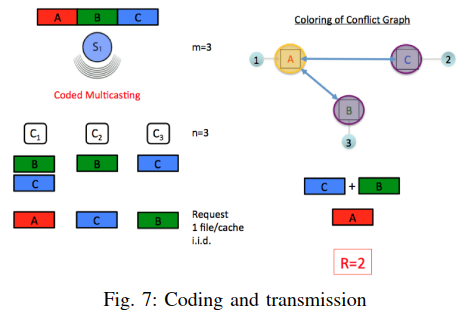 A B C
S1
m=3
Coded Multicasting
C1 C2 C3
n=3
B B C
C
A C B
Request
1 file/cache
i.i.d.
Coloring of Conflict Graph
1 A C 2
B
3
C + B
A
R=2
Fig. 7: Coding and transmission